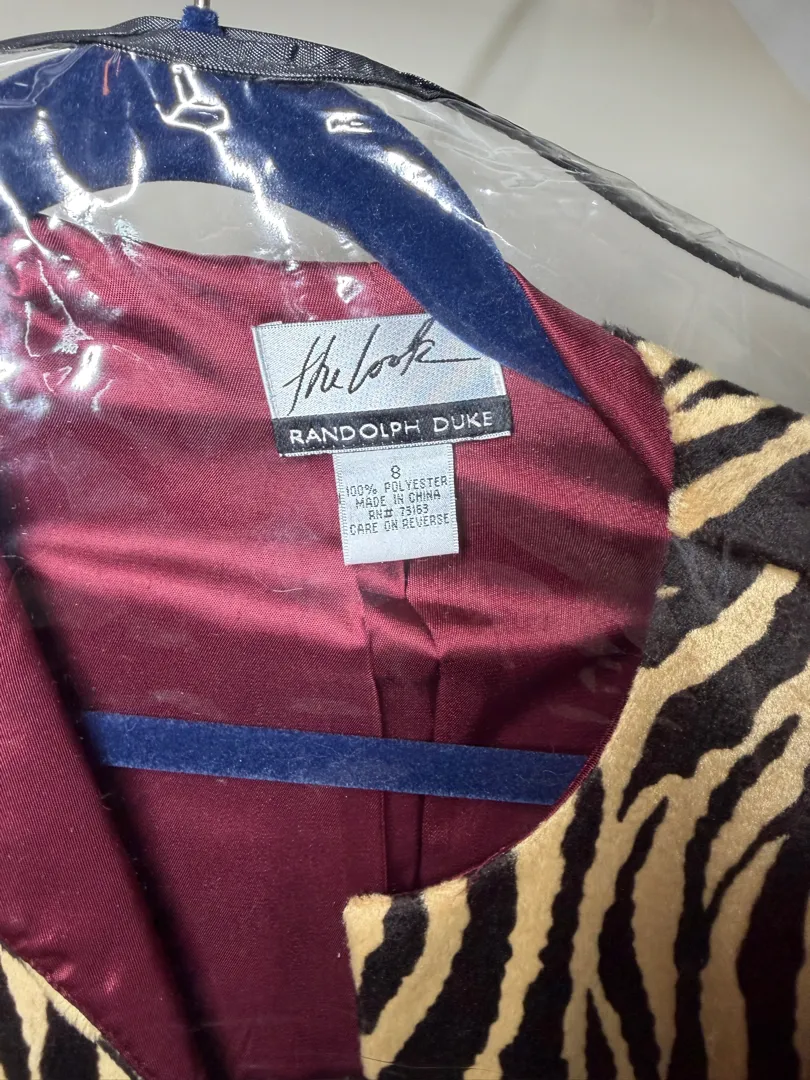 the look
RANDOLPH DUKE
8
100% POLYESTER
MADE IN CHINA
RN# 73163
CARE ON REVERSE